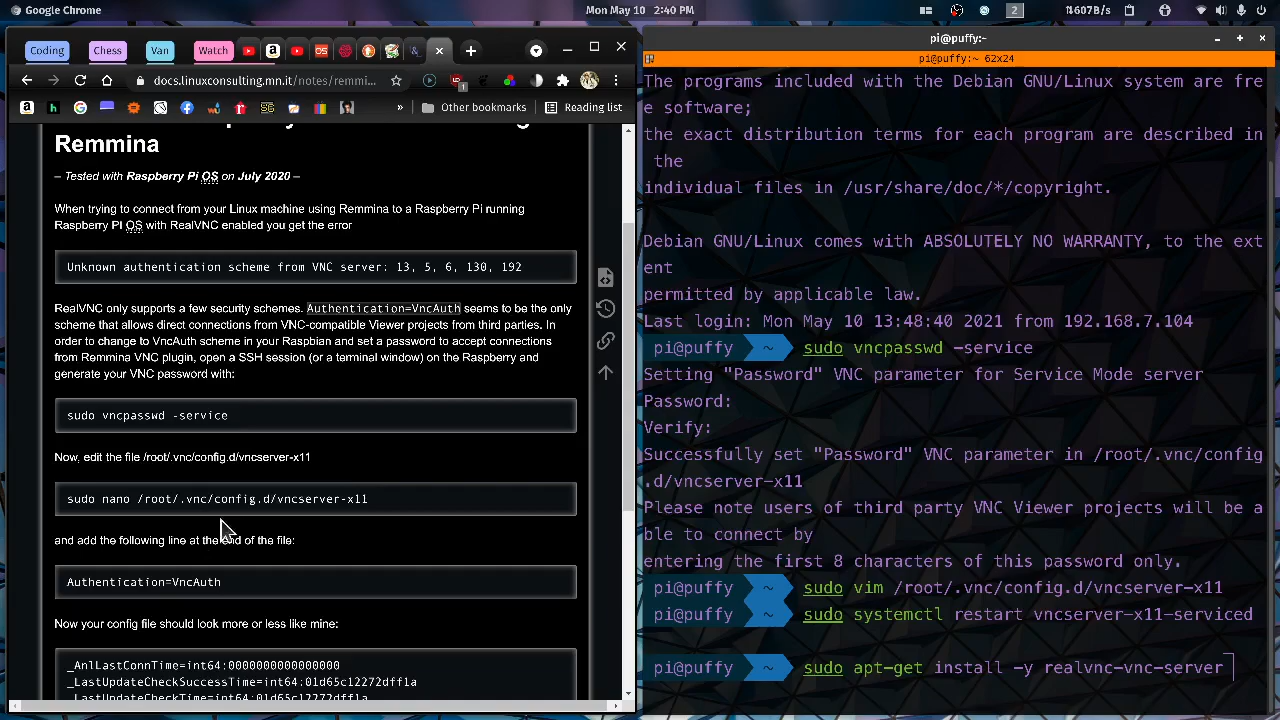 Google Chrome
Mon May 10 2:40 PM
2
607B/s
Coding
Chess
Van
Watch
docs.linuxconsulting.mn.it/notes/remm...
1
Other bookmarks
Reading list
Remmina
– Tested with Raspberry Pi OS on July 2020 –
When trying to connect from your Linux machine using Remmina to a Raspberry Pi running
Raspberry Pi OS with RealVNC enabled you get the error
Unknown authentication scheme from VNC server: 13, 5, 6, 130, 192
RealVNC only supports a few security schemes. Authentication=VncAuth seems to be the only
scheme that allows direct connections from VNC-compatible Viewer projects from third parties. In
order change to VncAuth scheme in your Raspbian and set a password to accept connections
from Remmina VNC plugin, open a SSH session (or a terminal window) on the Raspberry and
generate your VNC password with:
sudo vncpasswd -service
Now, edit the file /root/.vnc/config.d/vncserver-x11
sudo nano /root/.vnc/config.d/vncserver-x11
and add the following line at the end of the file:
Authentication=VncAuth
Now your config file should look more or less like mine:
_AnlLastConnTime=int64:0000000000000000
_LastUpdateCheckSuccessTime=int64:01d65c12272dff1a
_LastUpdateCheckTime=int64:01d65c12272dff1a
pi@puffy:~
pi@puffy:~ 62x24
The programs included with the Debian GNU/Linux system are fre
e software;
the exact distribution terms for each program are described in
the
individual files in /usr/share/doc/*/copyright.
Debian GNU/Linux comes with ABSOLUTELY NO WARRANTY, to the ext
ent
permitted by applicable law.
Last login: Mon May 10 13:48:40 2021 from 192.168.7.104
pi@puffy ~ sudo vncpasswd -service
Setting "Password" VNC parameter for Service Mode server
Password:
Verify:
Successfully set "Password" VNC parameter in /root/.vnc/config
.d/vncserver-x11
Please note users of third party VNC Viewer projects will be a
ble to connect by
entering the first 8 characters of this password only.
pi@puffy ~ sudo vim /root/.vnc/config.d/vncserver-x11
pi@puffy ~ sudo systemctl restart vncserver-x11-serviced
pi@puffy ~ sudo apt-get install -y realvnc-vnc-server